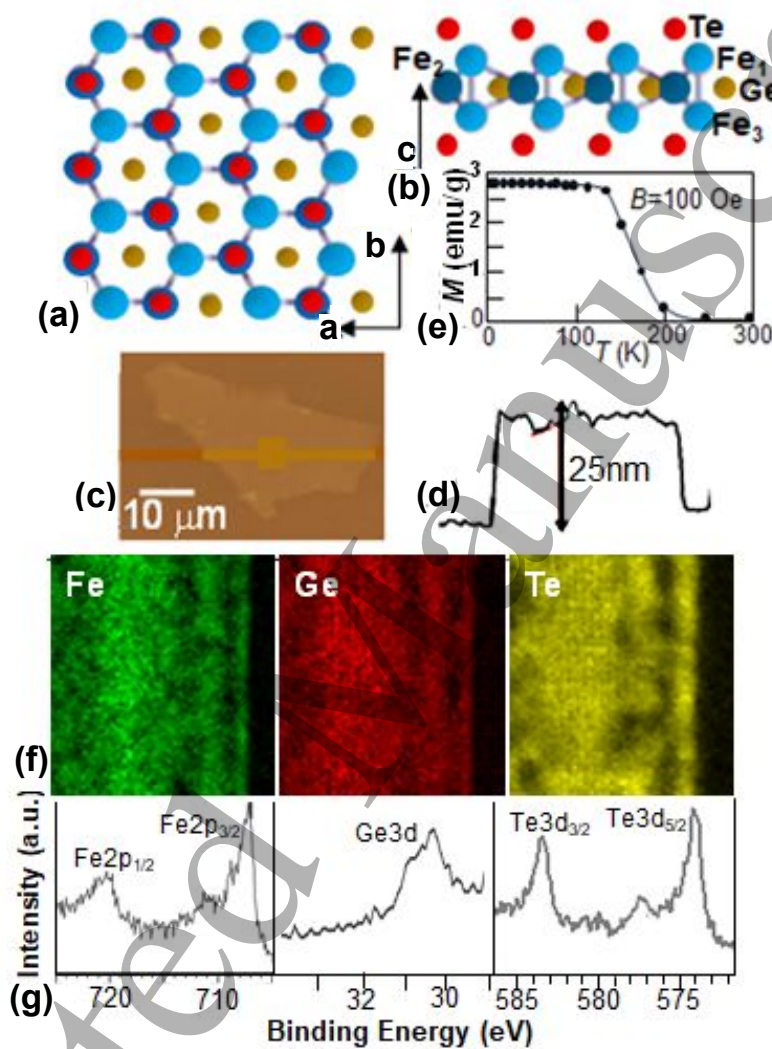 Te
Fe₂ Fe₁
Ge
Fe₃
c
(b)
b
a
(a)
M (emu/g)
3
2
1
0
B=100 Oe
0 100 200 300
T (K)
(e)
(c)
10 μm
(d)
25nm
Fe Ge Te
(f)
Intensity (a.u.)
Fe2p₁/₂ Fe2p₃/₂ Ge3d Te3d₃/₂ Te3d₅/₂
720 710 32 30 585 580 575
(g)
Binding Energy (eV)